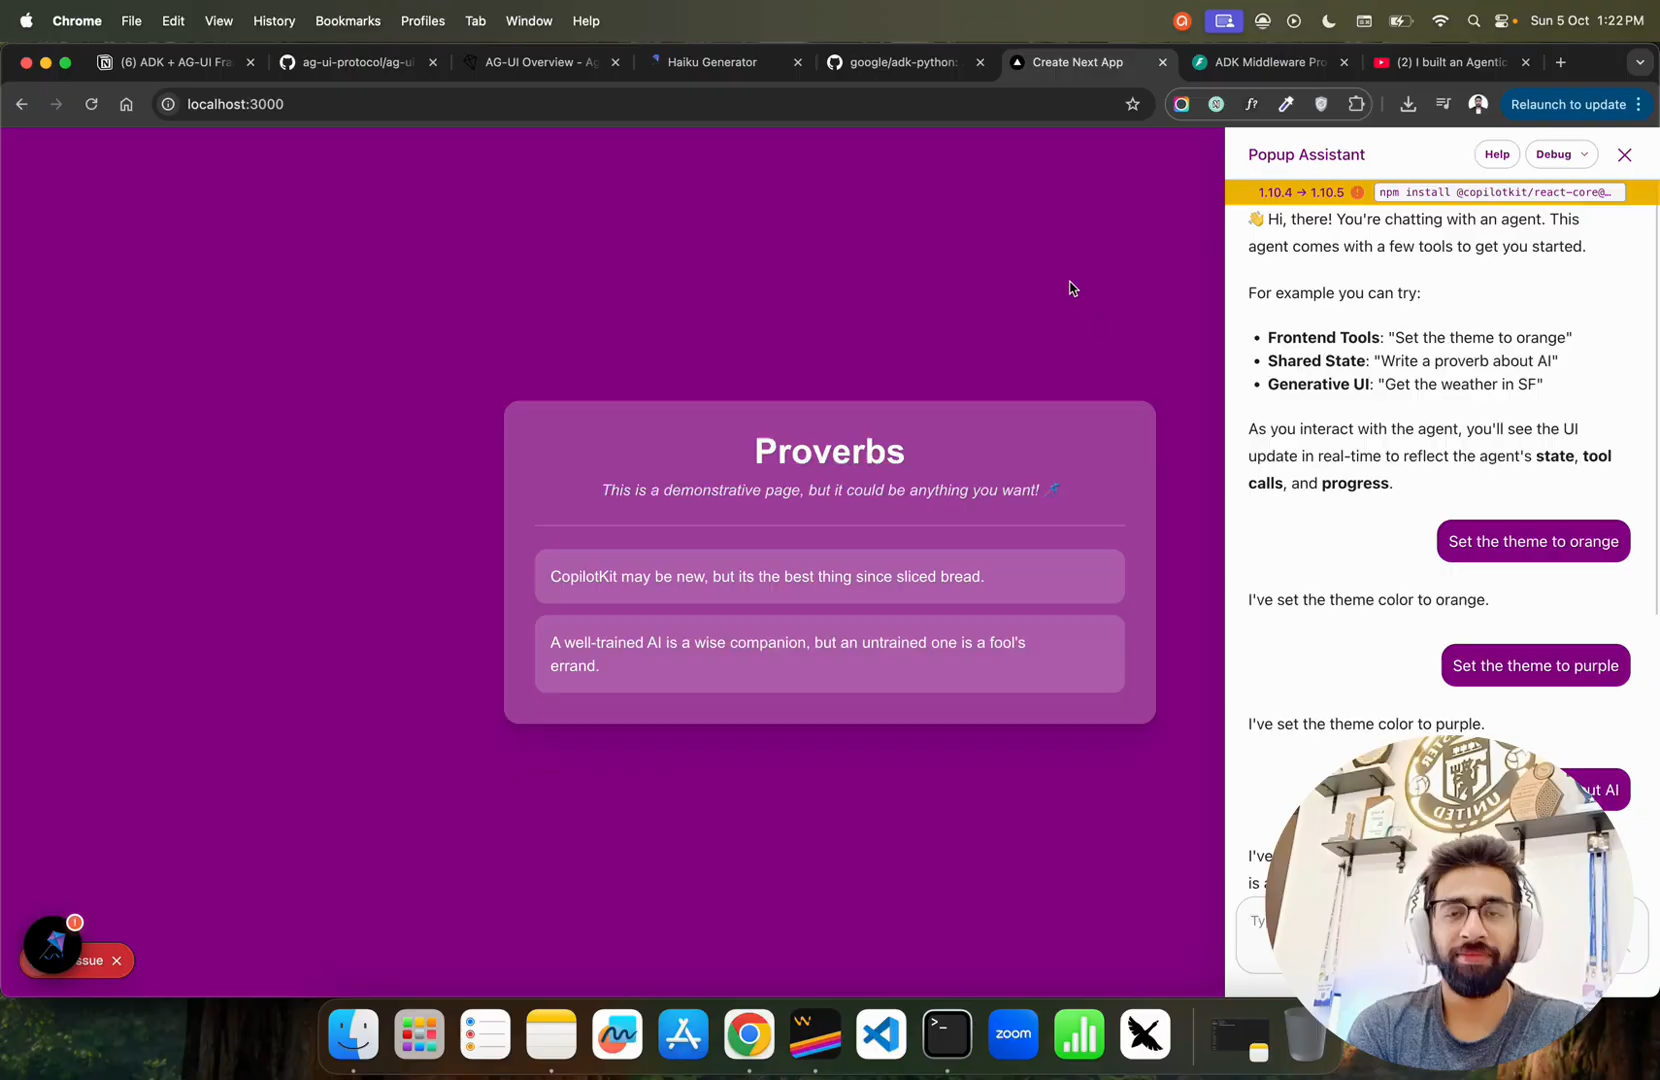 Chrome File Edit View History Bookmarks Profiles Tab Window Help
Sun 5 Oct 1:22 PM
(6) ADK + AG-UI Fra
ag-ui-protocol/ag-ui
AG-UI Overview - Ag
Haiku Generator
google/adk-python:
Create Next App
ADK Middleware Pro
(2) I built an Agentic
localhost:3000
f?
Relaunch to update
Proverbs
This is a demonstrative page, but it could be anything you want! 🪁
CopilotKit may be new, but its the best thing since sliced bread.
A well-trained AI is a wise companion, but an untrained one is a fool's
errand.
!
ssue
Popup Assistant
Help
Debug
1.10.4 → 1.10.5 ! npm install @copilotkit/react-core@…
👋 Hi, there! You're chatting with an agent. This
agent comes with a few tools to get you started.
For example you can try:
• Frontend Tools: "Set the theme to orange"
• Shared State: "Write a proverb about AI"
• Generative UI: "Get the weather in SF"
As you interact with the agent, you'll see the UI
update in real-time to reflect the agent's state, tool
calls, and progress.
Set the theme to orange
I've set the theme color to orange.
Set the theme to purple
I've set the theme color to purple.
AI
is
UNITED
zoom